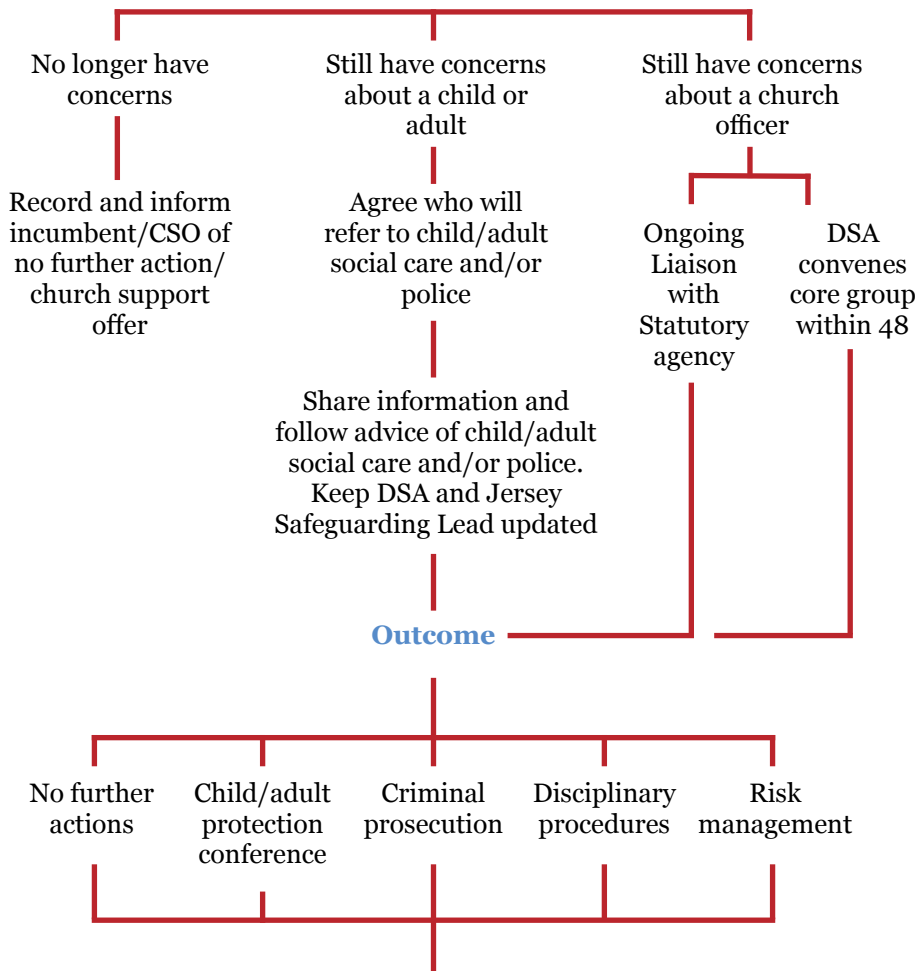 No longer have
concerns
Still have concerns
about a child or
adult
Still have concerns
about a church
officer
Record and inform
incumbent/CSO of
no further action/
church support
offer
Agree who will
refer to child/adult
social care and/or
police
Ongoing
Liaison
with
Statutory
agency
DSA
convenes
core group
within 48
Share information and
follow advice of child/adult
social care and/or police.
Keep DSA and Jersey
Safeguarding Lead updated
Outcome
No further
actions
Child/adult
protection
conference
Criminal
prosecution
Disciplinary
procedures
Risk
management